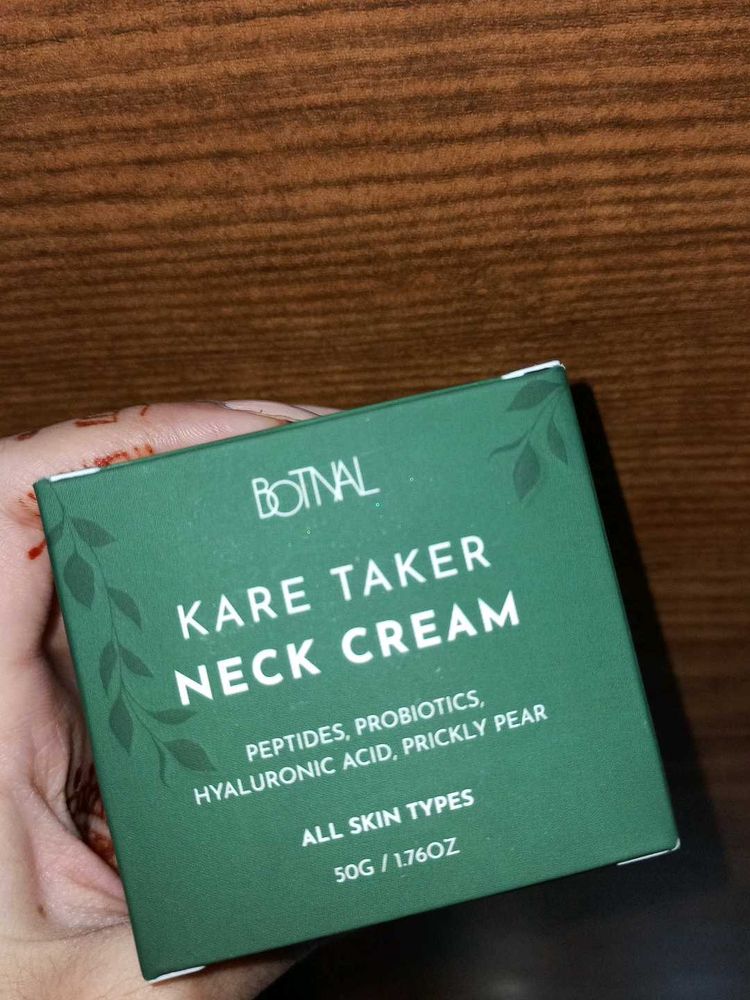 BOTNAL
KARE TAKER
NECK CREAM
PEPTIDES, PROBIOTICS,
HYALURONIC ACID, PRICKLY PEAR
ALL SKIN TYPES
50G / 1.76OZ